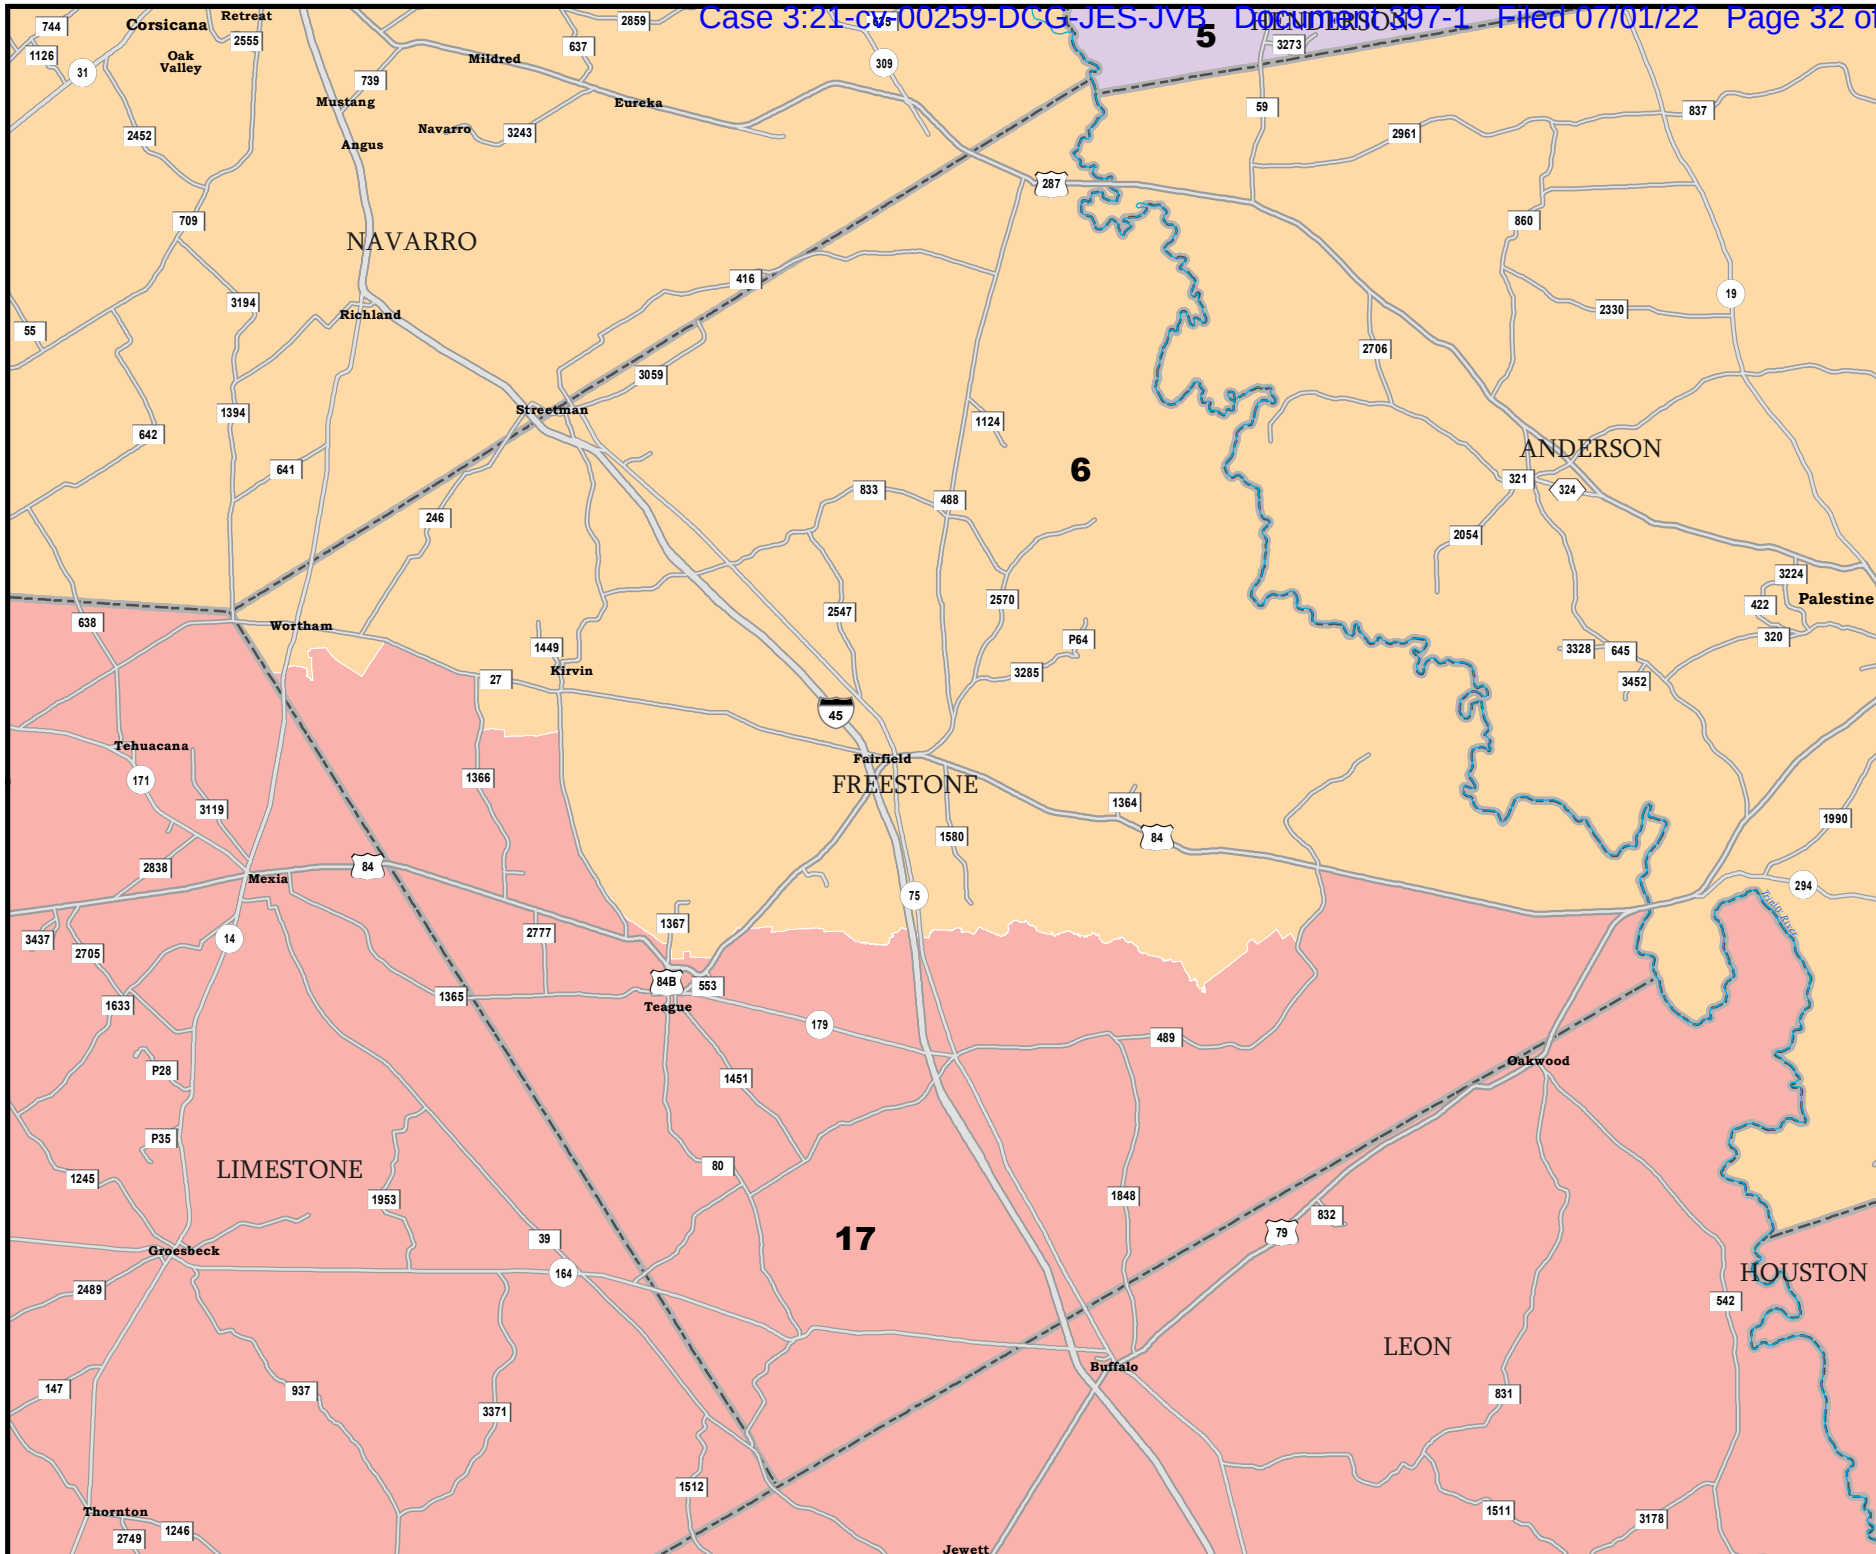 Case 3:21-cv-00259-DCG-JES-JVB Document 397-1 Filed 07/01/22 Page 32 of
744
Corsicana
Retreat
2859
635
5
HENDERSON
1126
31
Oak
Valley
2555
637
309
3273
Mildred
739
Mustang
Eureka
59
837
2452
Navarro
3243
2961
Angus
287
709
860
NAVARRO
416
3194
19
Richland
2330
55
2706
3059
Streetman
1394
1124
642
ANDERSON
641
6
321
324
833
488
246
2054
3224
2570
Palestine
422
638
2547
Wortham
P64
320
1449
3328
645
Kirvin
3285
27
3452
45
Tehuacana
Fairfield
171
1366
FREESTONE
3119
1364
1990
1580
84
2838
84
Mexia
294
75
Trinity River
1367
3437
14
2777
2705
84B
553
1365
1633
Teague
179
489
Oakwood
P28
1451
P35
LIMESTONE
80
1245
1953
1848
832
39
17
79
Groesbeck
164
HOUSTON
2489
542
LEON
Buffalo
147
937
831
3371
1512
Thornton
1511
3178
1246
2749
Jewett